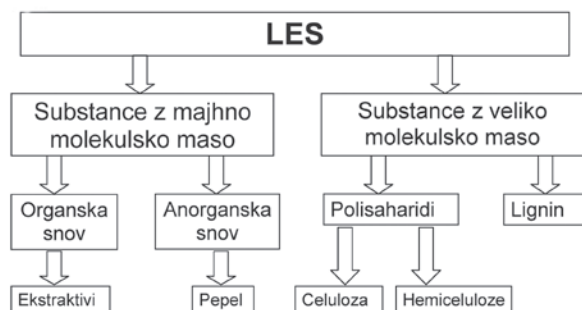 LES
Substance z majhno
molekulsko maso
Substance z veliko
molekulsko maso
Organska
snov
Anorganska
snov
Polisaharidi
Lignin
Ekstraktivi
Pepel
Celuloza
Hemiceluloze